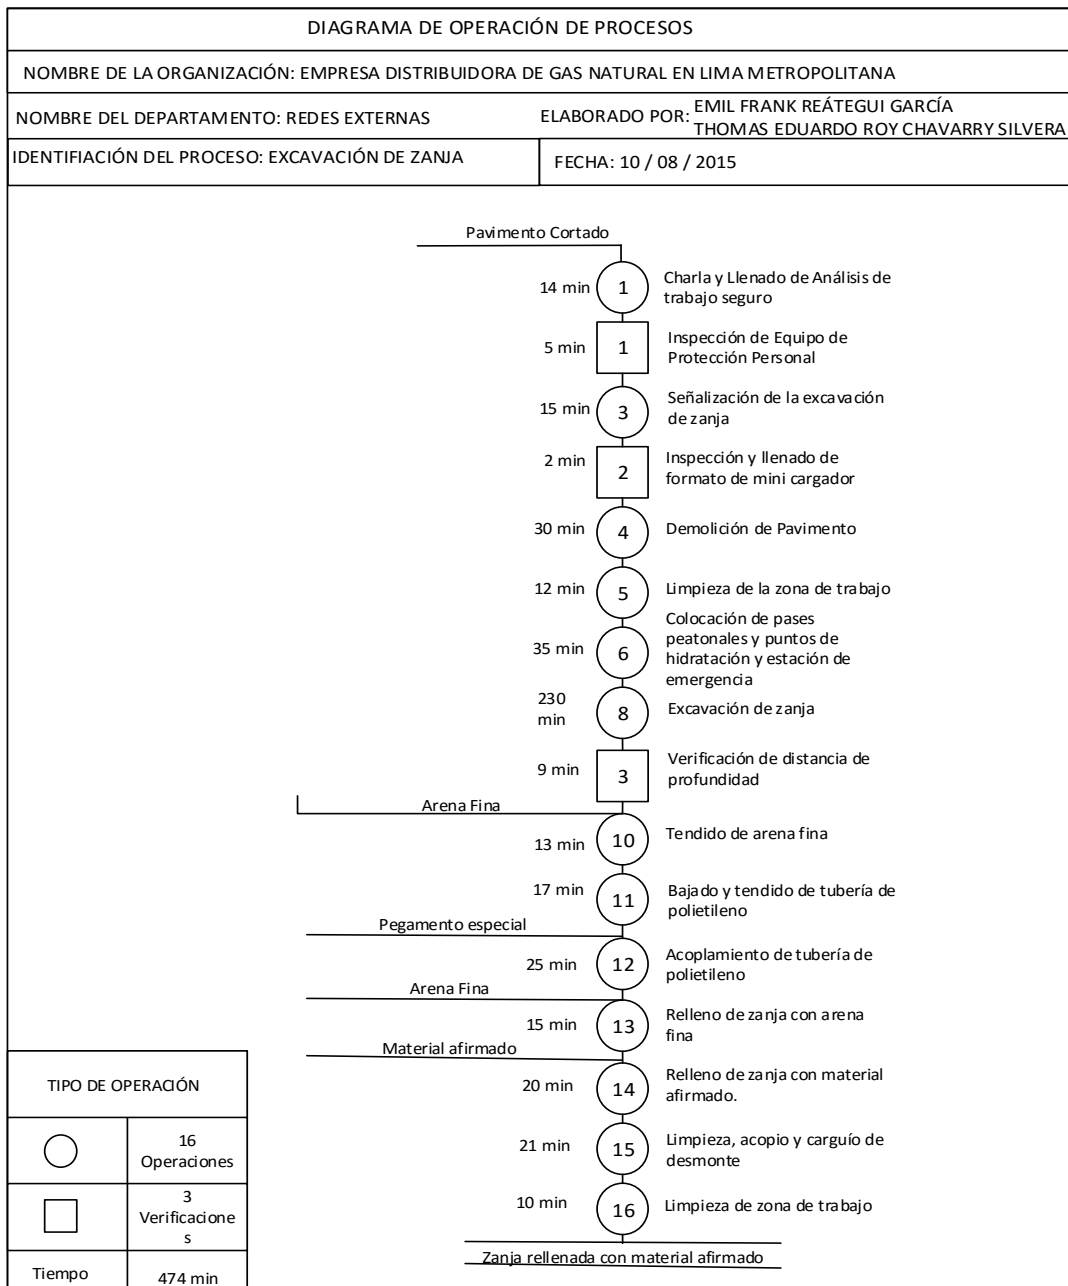 DIAGRAMA DE OPERACIÓN DE PROCESOS
NOMBRE DE LA ORGANIZACIÓN: EMPRESA DISTRIBUIDORA DE GAS NATURAL EN LIMA METROPOLITANA
NOMBRE DEL DEPARTAMENTO: REDES EXTERNAS
ELABORADO POR: EMIL FRANK REÁTEGUI GARCÍA
THOMAS EDUARDO ROY CHAVARRY SILVERA
IDENTIFIACIÓN DEL PROCESO: EXCAVACIÓN DE ZANJA
FECHA: 10 / 08 / 2015
Pavimento Cortado
14 min
1
Charla y Llenado de Análisis de
trabajo seguro
5 min
1
Inspección de Equipo de
Protección Personal
15 min
3
Señalización de la excavación
de zanja
2 min
2
Inspección y llenado de
formato de mini cargador
30 min
4
Demolición de Pavimento
12 min
5
Limpieza de la zona de trabajo
35 min
6
Colocación de pases
peatonales y puntos de
hidratación y estación de
emergencia
230
min
8
Excavación de zanja
9 min
3
Verificación de distancia de
profundidad
Arena Fina
13 min
10
Tendido de arena fina
17 min
11
Bajado y tendido de tubería de
polietileno
Pegamento especial
25 min
12
Acoplamiento de tubería de
polietileno
Arena Fina
15 min
13
Relleno de zanja con arena
fina
Material afirmado
20 min
14
Relleno de zanja con material
afirmado.
21 min
15
Limpieza, acopio y carguío de
desmonte
10 min
16
Limpieza de zona de trabajo
Zanja rellenada con material afirmado
TIPO DE OPERACIÓN
16
Operaciones
3
Verificacione
s
Tiempo
474 min